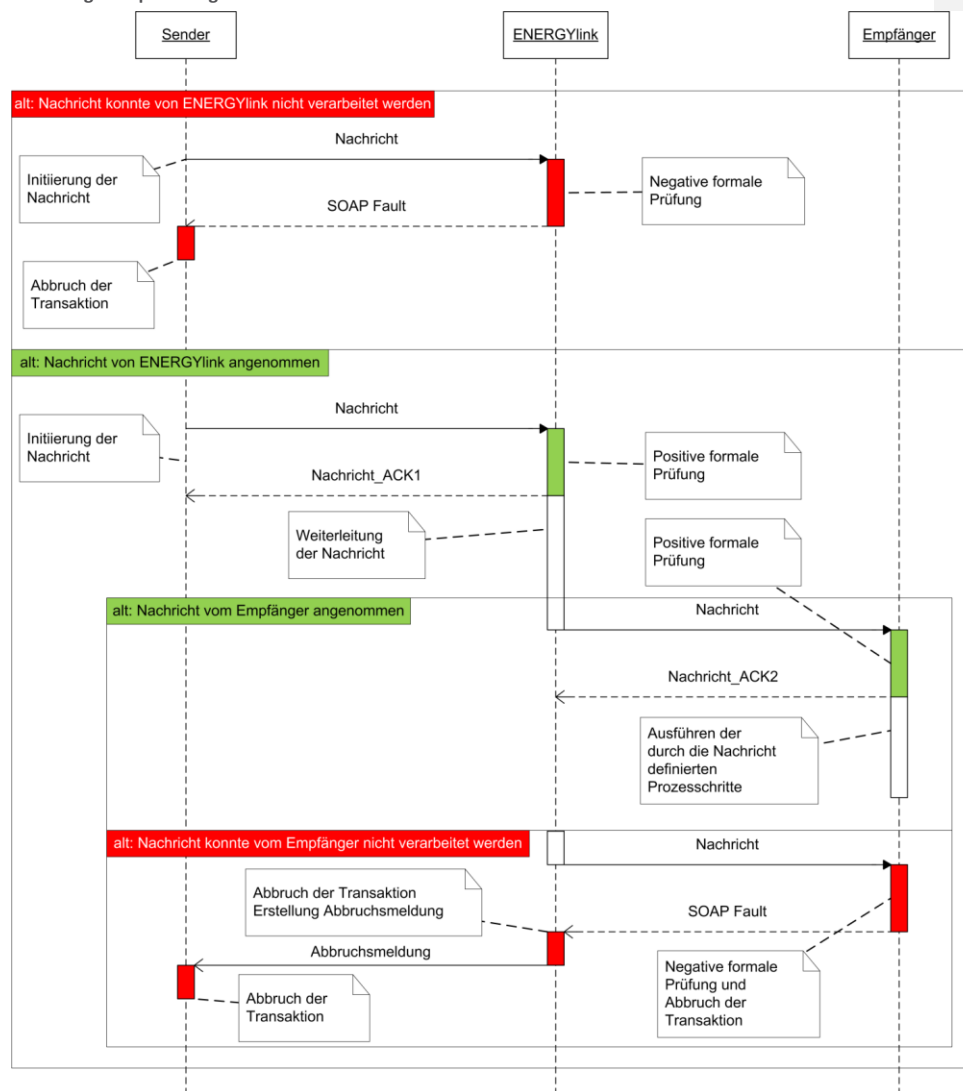 Sender
ENERGYlink
Empfänger
alt: Nachricht konnte von ENERGYlink nicht verarbeitet werden
Nachricht
Initiierung der
Nachricht
Negative formale
Prüfung
SOAP Fault
Abbruch der
Transaktion
alt: Nachricht von ENERGYlink angenommen
Nachricht
Initiierung der
Nachricht
Positive formale
Prüfung
Nachricht_ACK1
Weiterleitung
der Nachricht
Positive formale
Prüfung
alt: Nachricht vom Empfänger angenommen
Nachricht
Nachricht_ACK2
Ausführen der
durch die Nachricht
definierten
Prozesschritte
alt: Nachricht konnte vom Empfänger nicht verarbeitet werden
Nachricht
Abbruch der Transaktion
Erstellung Abbruchsmeldung
SOAP Fault
Abbruchsmeldung
Negative formale
Prüfung und
Abbruch der
Transaktion
Abbruch der
Transaktion